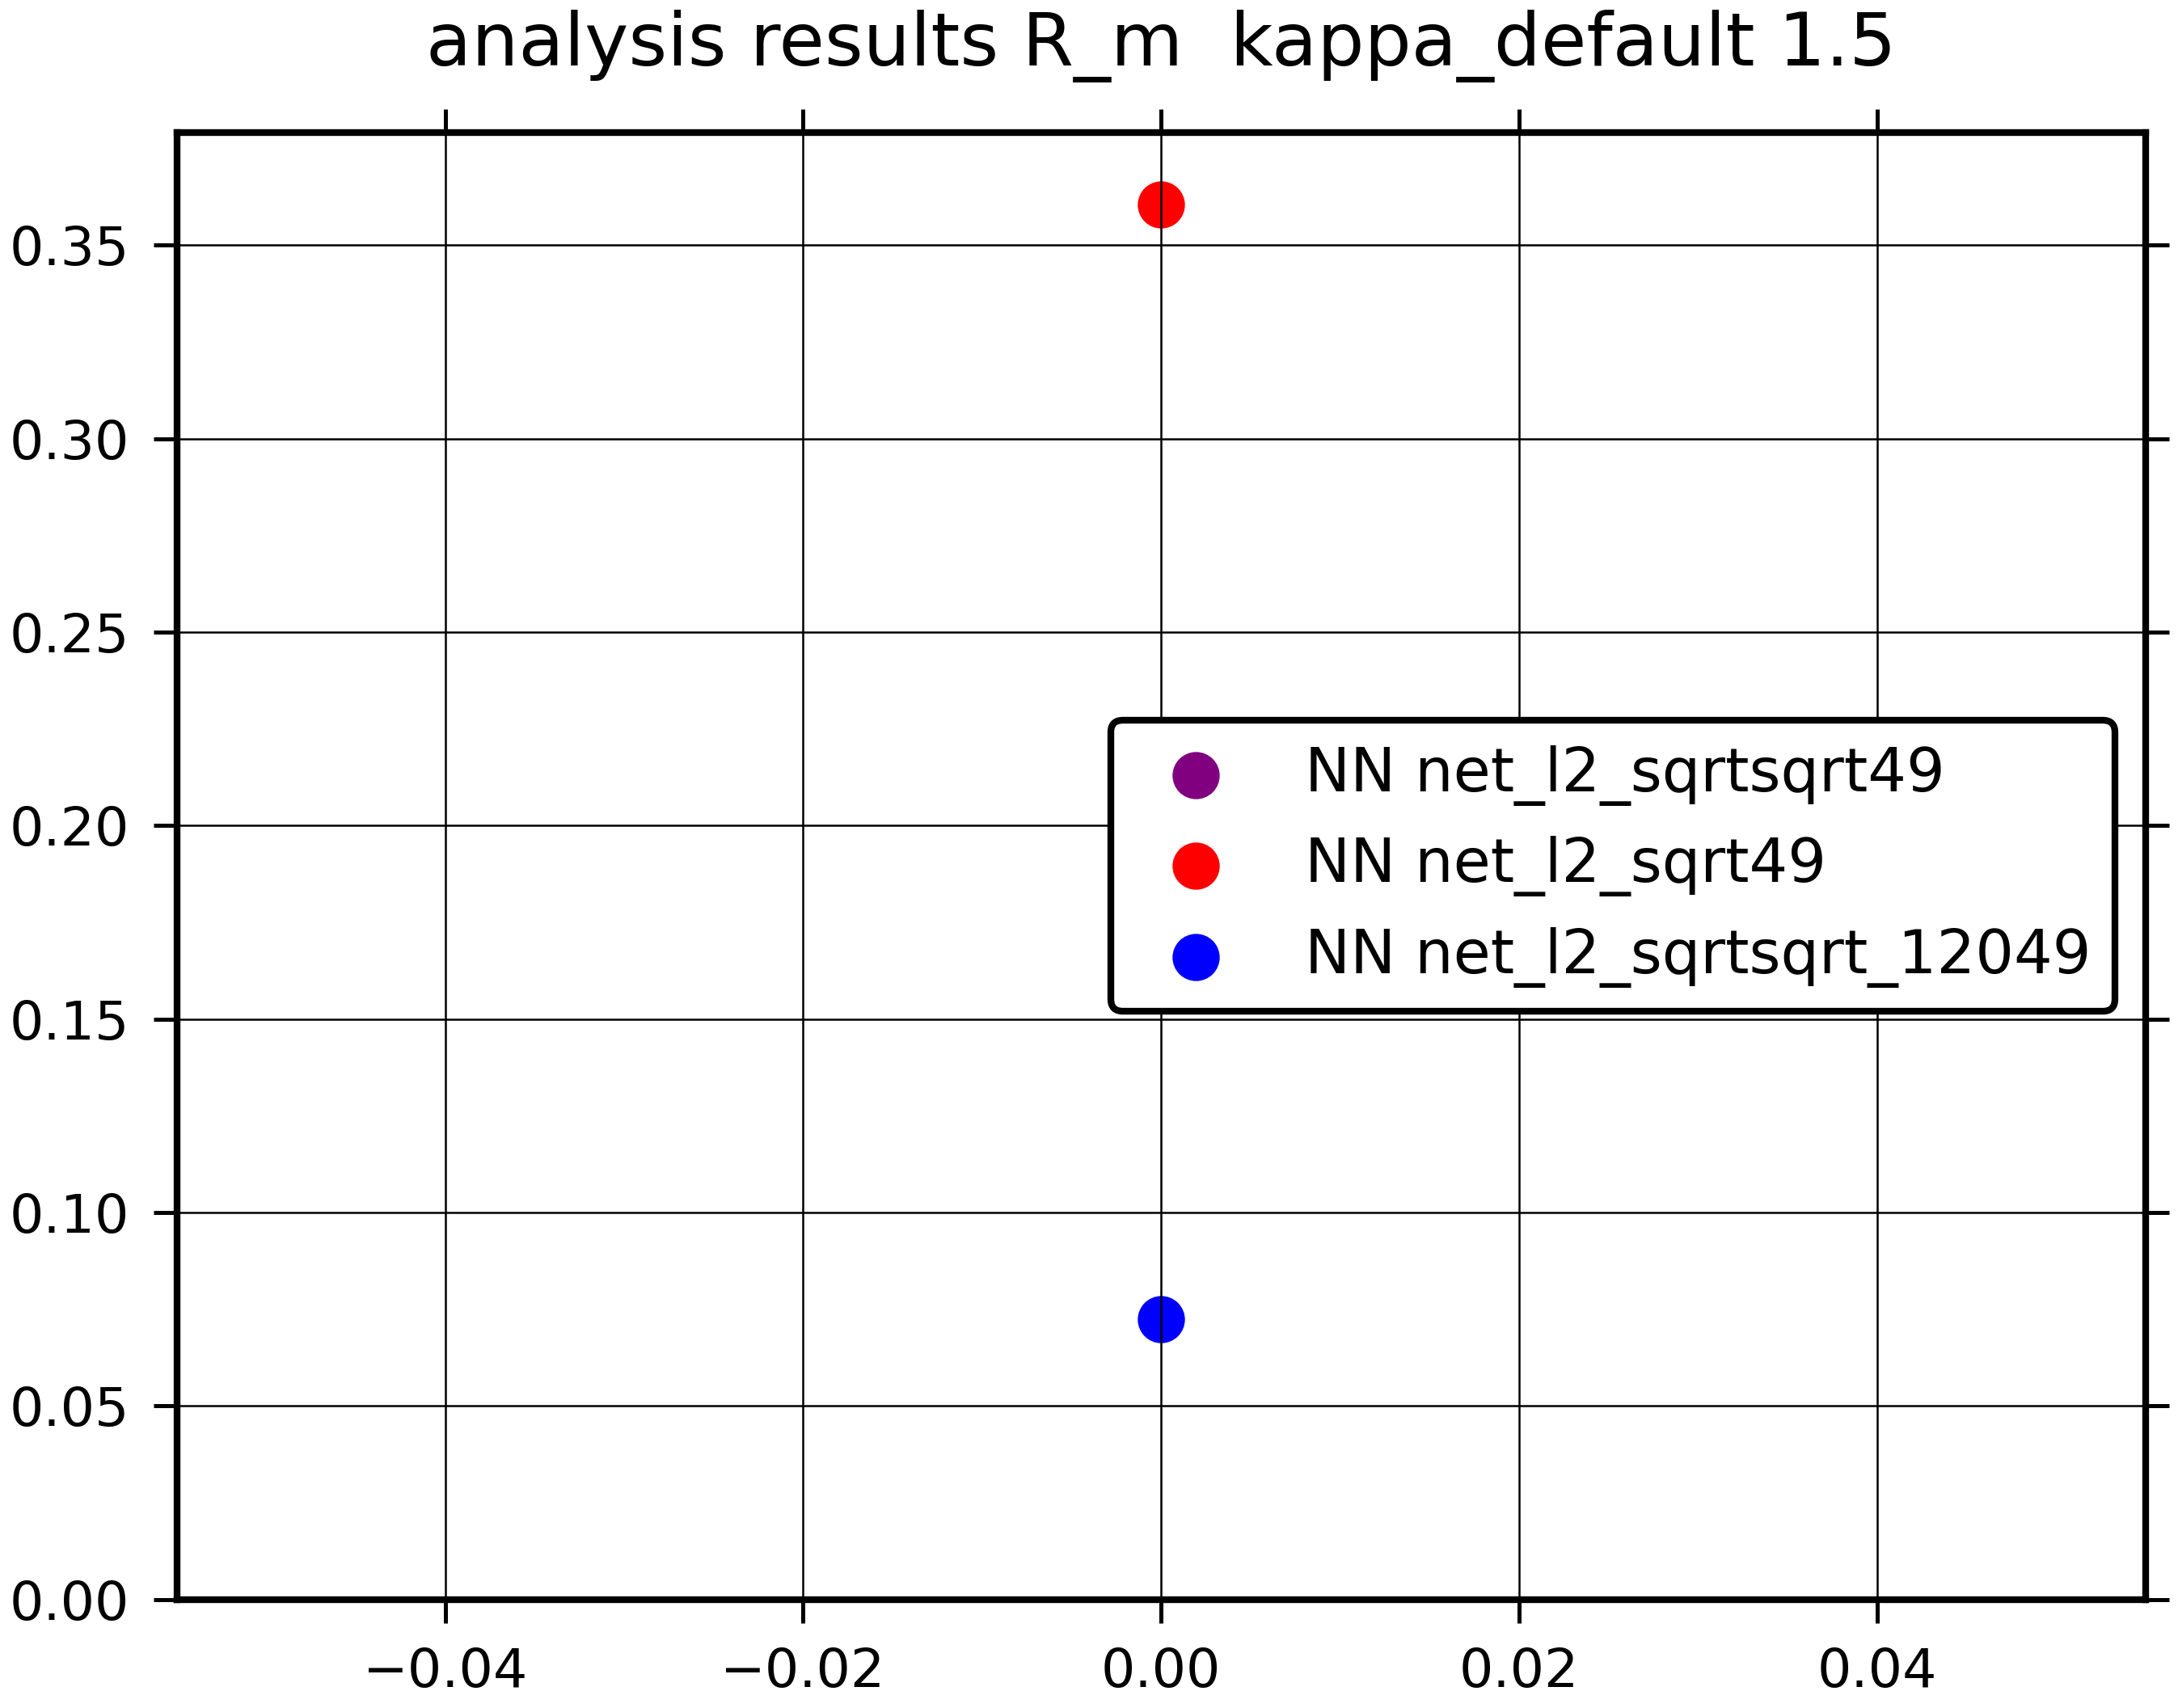 analysis results R_m  kappa_default 1.5
0.35
0.30
0.25
0.20
0.15
0.10
0.05
0.00
NN net_l2_sqrtsqrt49
NN net_l2_sqrt49
NN net_l2_sqrtsqrt_12049
−0.04 −0.02 0.00 0.02 0.04